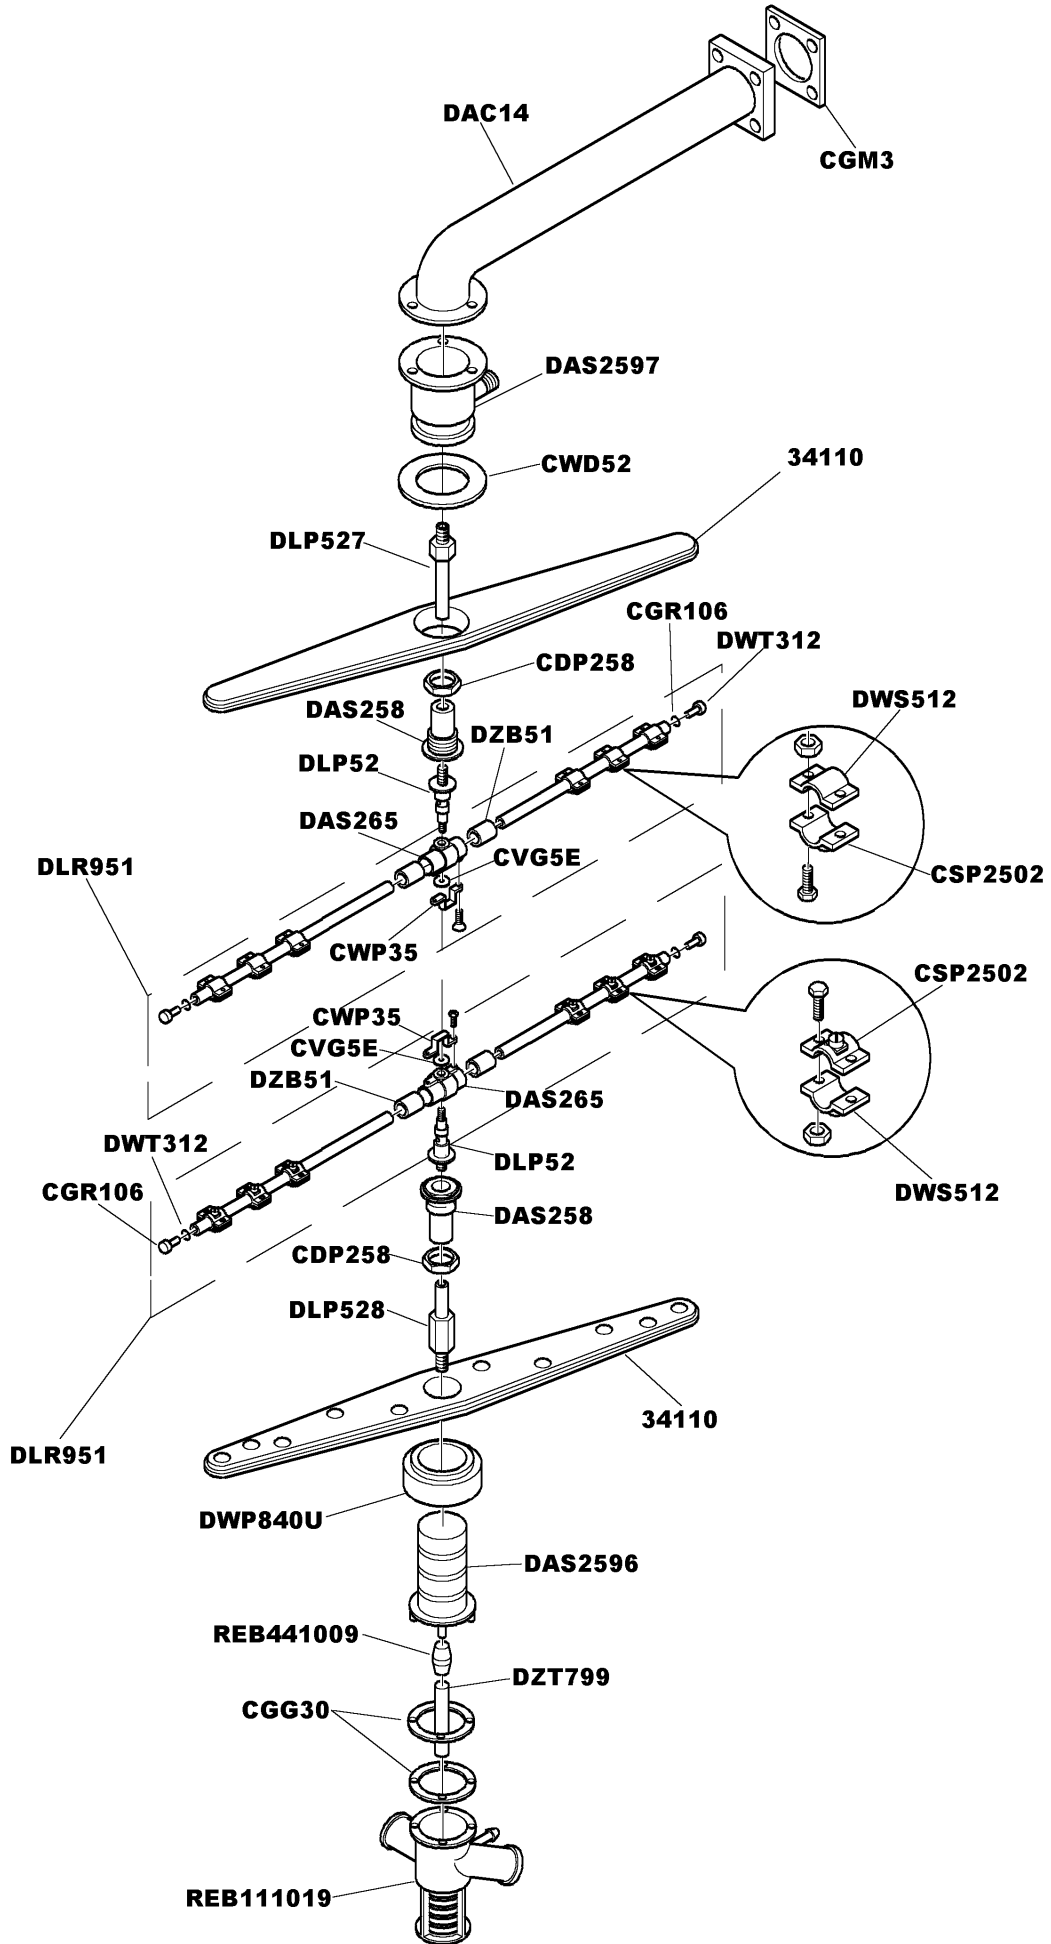 DAC14
CGM3
DAS2597
CWD52
34110
DLP527
CGR106
DWT312
CDP258
DWS512
DAS258
DZB51
DLP52
DAS265
CVG5E
DLR951
CSP2502
CWP35
CSP2502
CWP35
CVG5E
DZB51
DAS265
DWT312
DLP52
CGR106
DWS512
DAS258
CDP258
DLP528
34110
DLR951
DWP840U
DAS2596
REB441009
DZT799
CGG30
REB111019